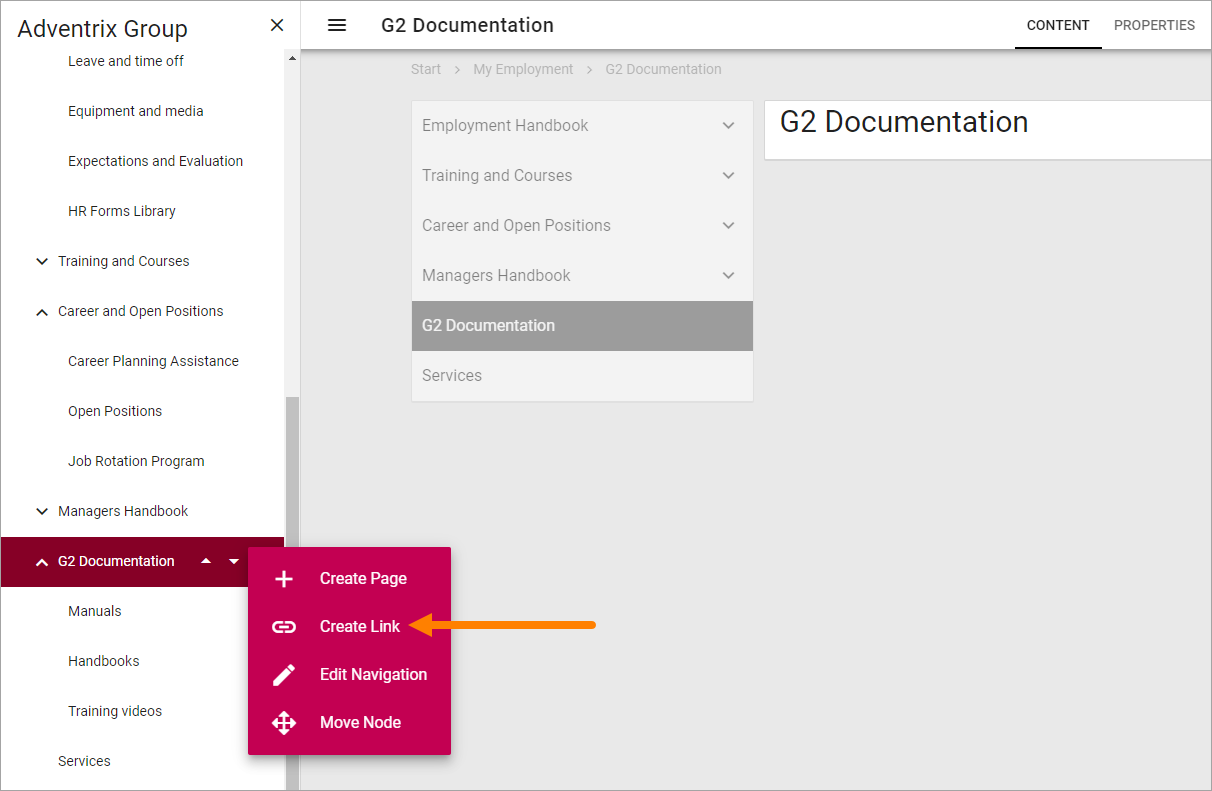 Adventrix Group
Leave and time off
Equipment and media
Expectations and Evaluation
HR Forms Library
Training and Courses
Career and Open Positions
Career Planning Assistance
Open Positions
Job Rotation Program
Managers Handbook
G2 Documentation
Manuals
Handbooks
Training videos
Services
Create Page
Create Link
Edit Navigation
Move Node
G2 Documentation
CONTENT
PROPERTIES
Start > My Employment > G2 Documentation
Employment Handbook
Training and Courses
Career and Open Positions
Managers Handbook
G2 Documentation
Services
G2 Documentation